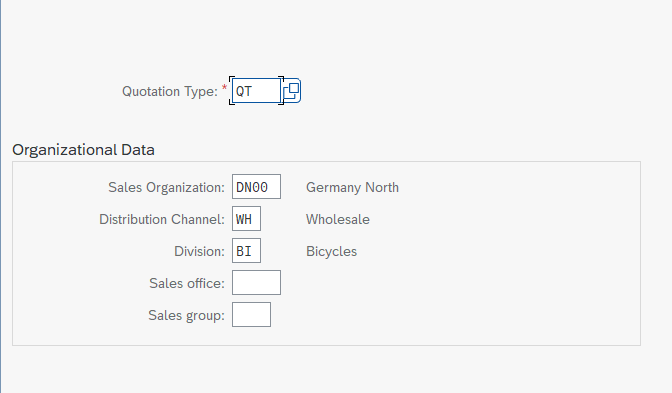 Quotation Type: * QT
Organizational Data
Sales Organization: DN00 Germany North
Distribution Channel: WH Wholesale
Division: BI Bicycles
Sales office:
Sales group: